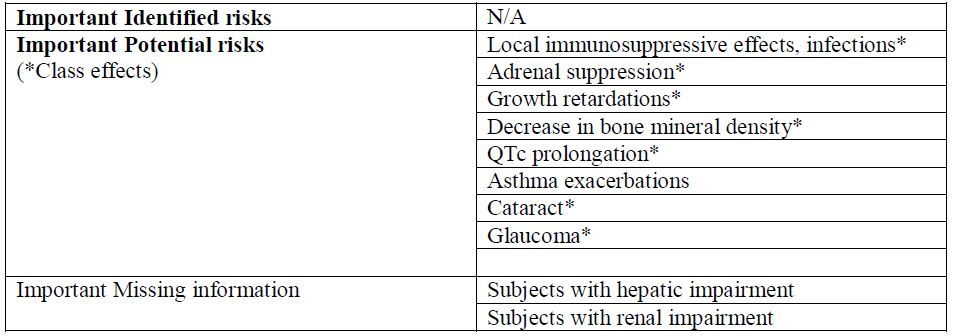 Important Identified risks N/A
Important Potential risks Local immunosuppressive effects, infections*
(*Class effects) Adrenal suppression*
Growth retardations*
Decrease in bone mineral density*
QTc prolongation*
Asthma exacerbations
Cataract*
Glaucoma*
Important Missing information Subjects with hepatic impairment
Subjects with renal impairment